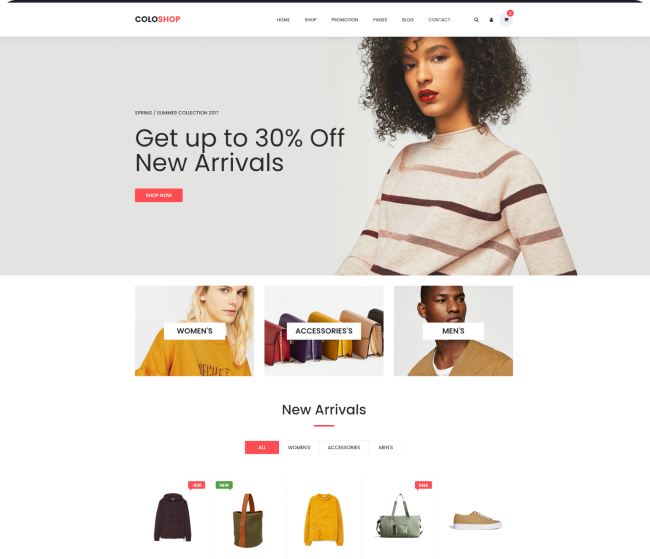 COLOSHOP
HOME SHOP PROMOTION PAGES BLOG CONTACT
SPRING / SUMMER COLLECTION 2017
Get up to 30% Off
New Arrivals
SHOP NOW
WOMEN'S
ACCESSORIES'S
MEN'S
New Arrivals
ALL WOMEN'S ACCESSORIES MEN'S
-$20 NEW SALE